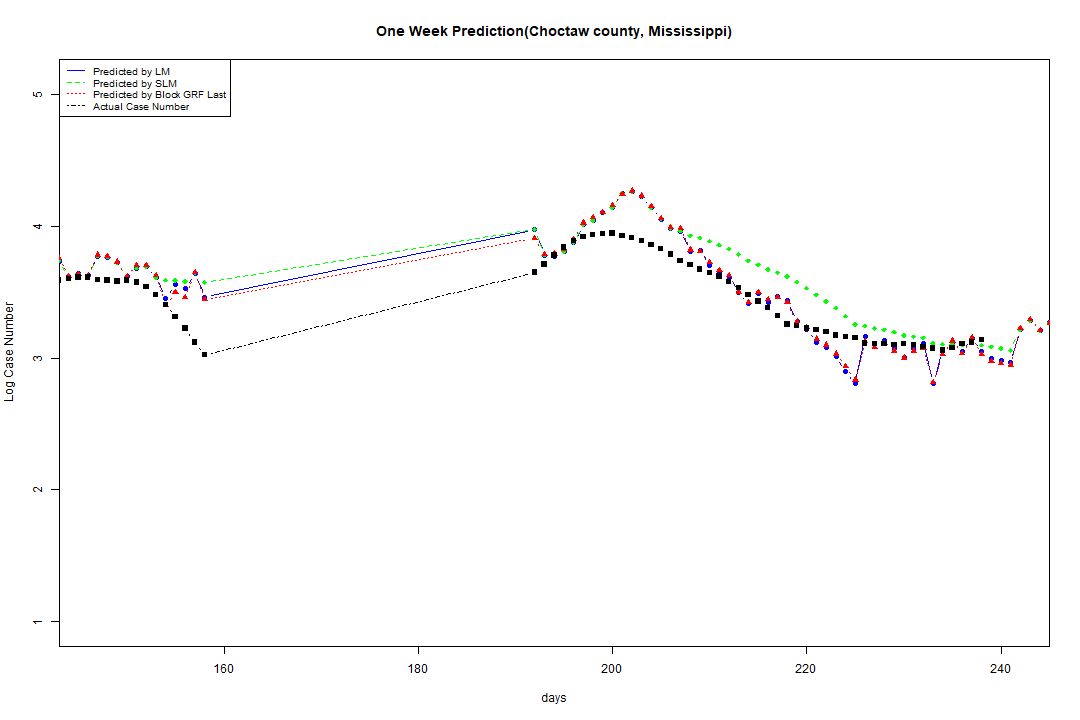 One Week Prediction(Choctaw county, Mississippi)
Predicted by LM
Predicted by SLM
Predicted by Block GRF Last
Actual Case Number
5
4
3
2
1
Log Case Number
160 180 200 220 240
days